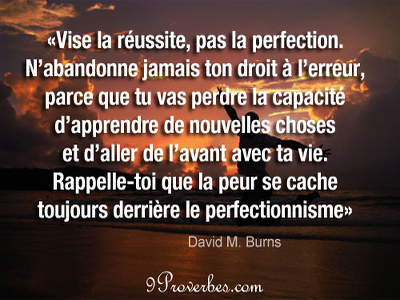 «Vise la réussite, pas la perfection.
N'abandonne jamais ton droit à l'erreur,
parce que tu vas perdre la capacité
d'apprendre de nouvelles choses
et d'aller de l'avant avec ta vie.
Rappelle-toi que la peur se cache
toujours derrière le perfectionnisme»
David M. Burns
9Proverbes.com